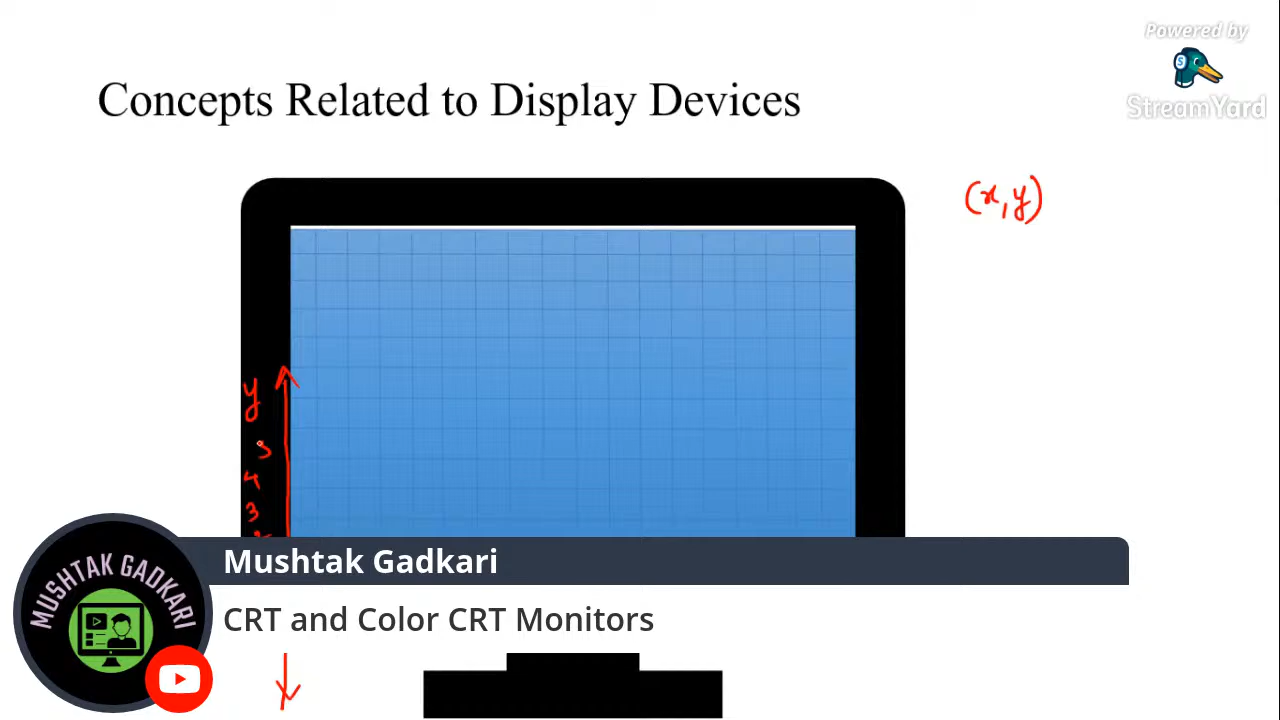 Powered by
StreamYard
Concepts Related to Display Devices
(x, y)
y
5
4
3
2
Mushtak Gadkari
CRT and Color CRT Monitors
MUSHTAK GADKARI